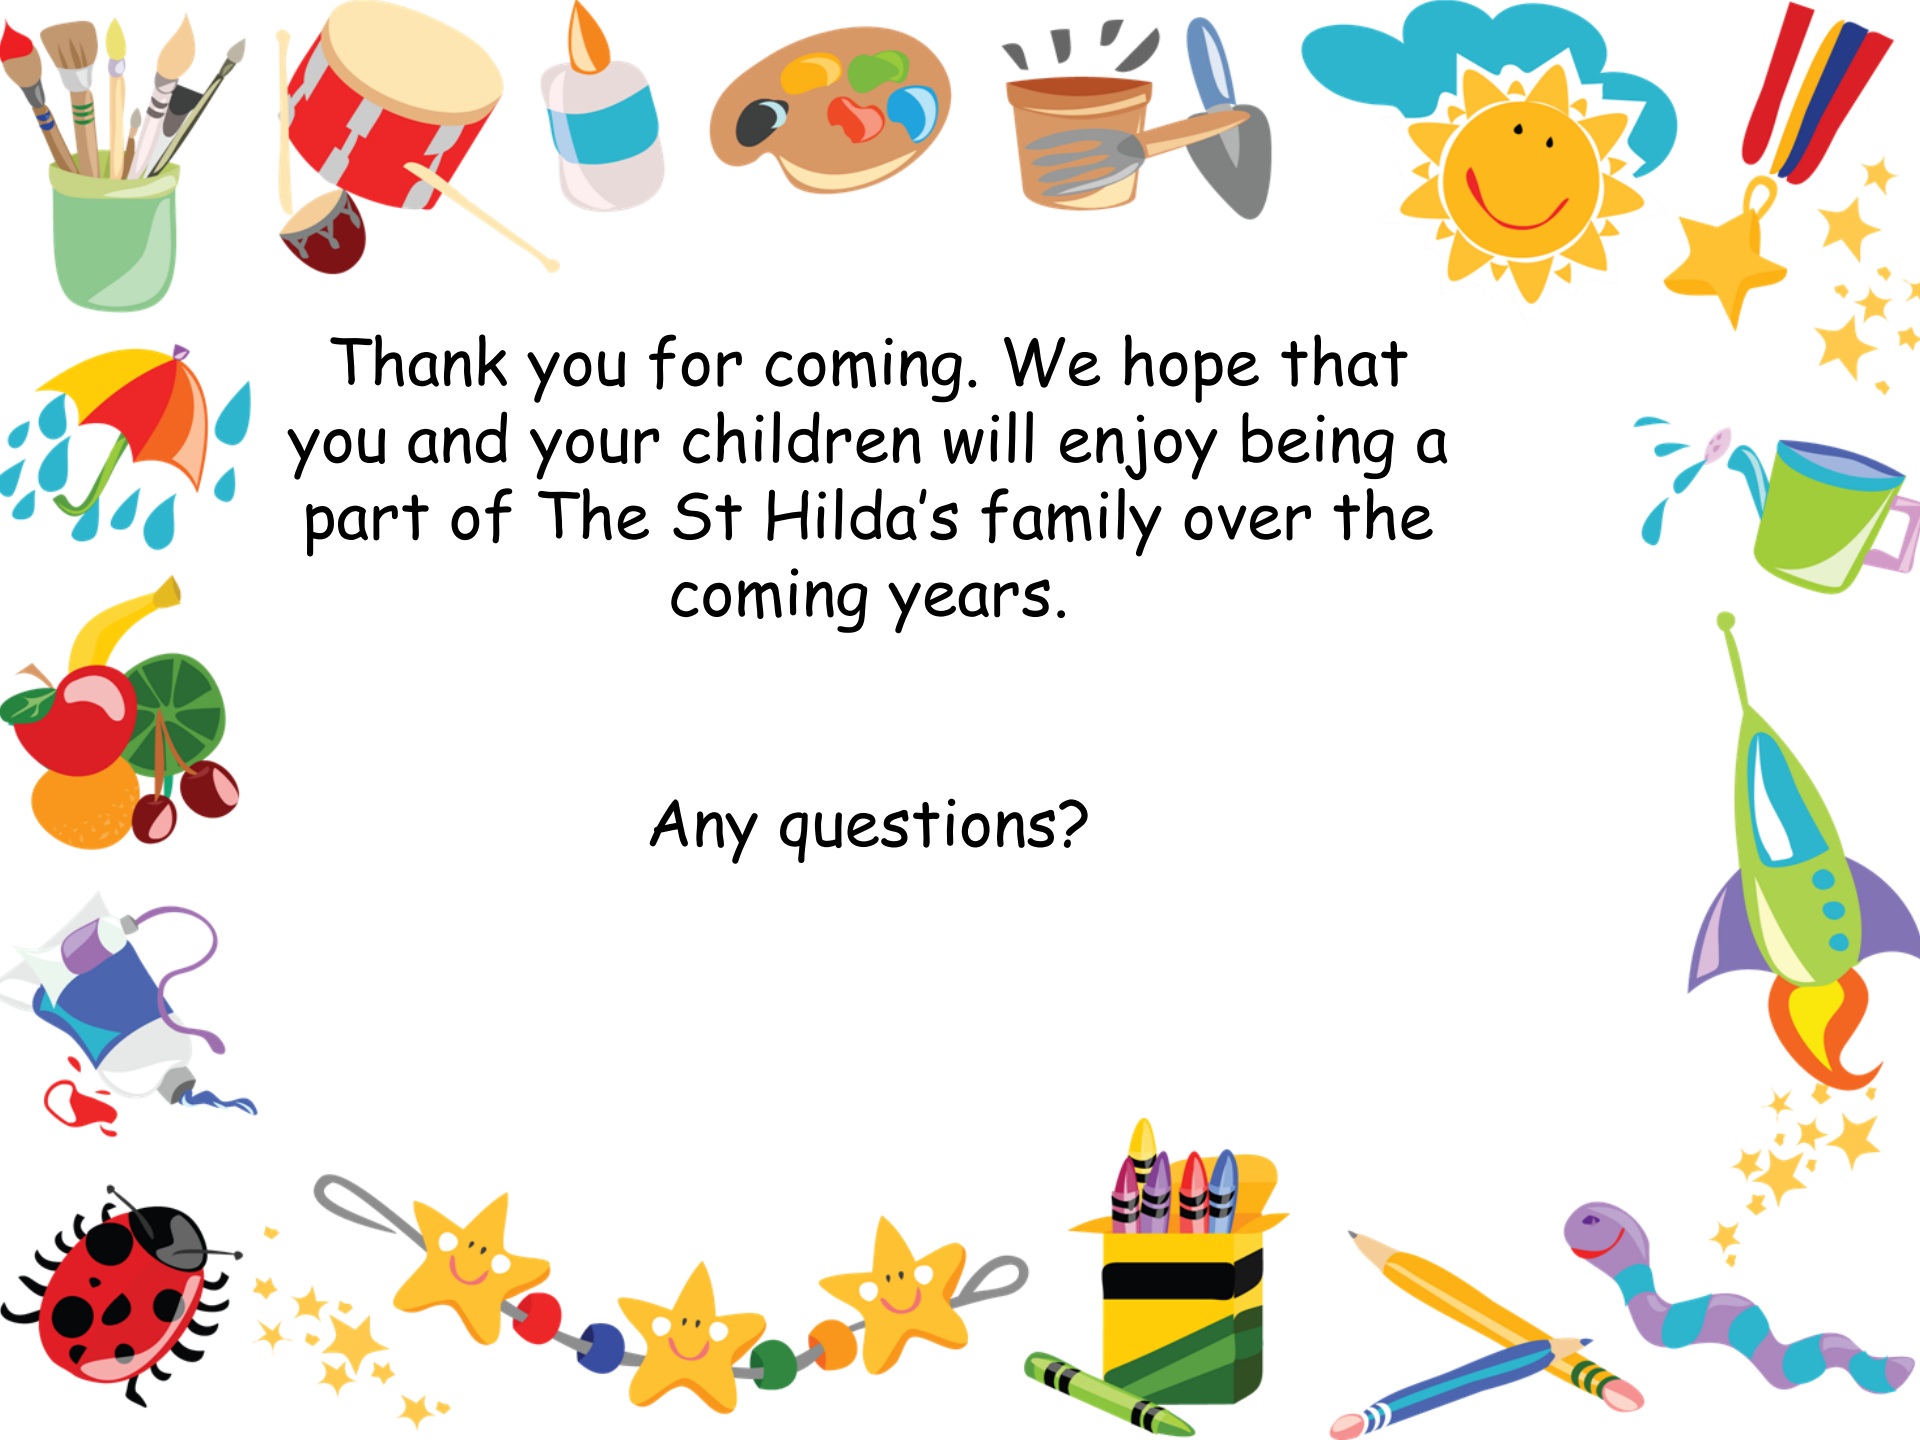 Thank you for coming. We hope that
you and your children will enjoy being a
part of The St Hilda’s family over the
coming years.
Any questions?